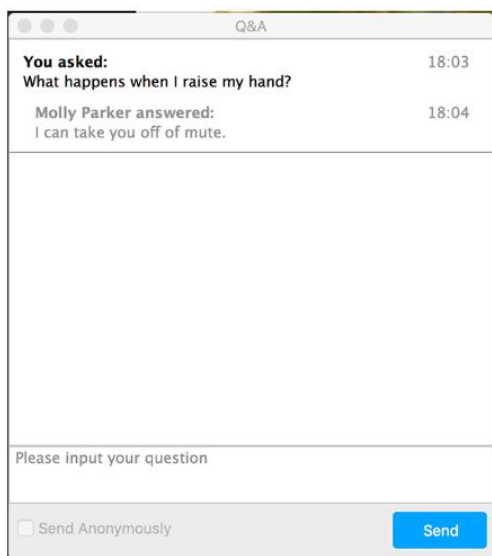 Q&A
You asked: 18:03
What happens when I raise my hand?
Molly Parker answered: 18:04
I can take you off of mute.
Please input your question
Send Anonymously
Send